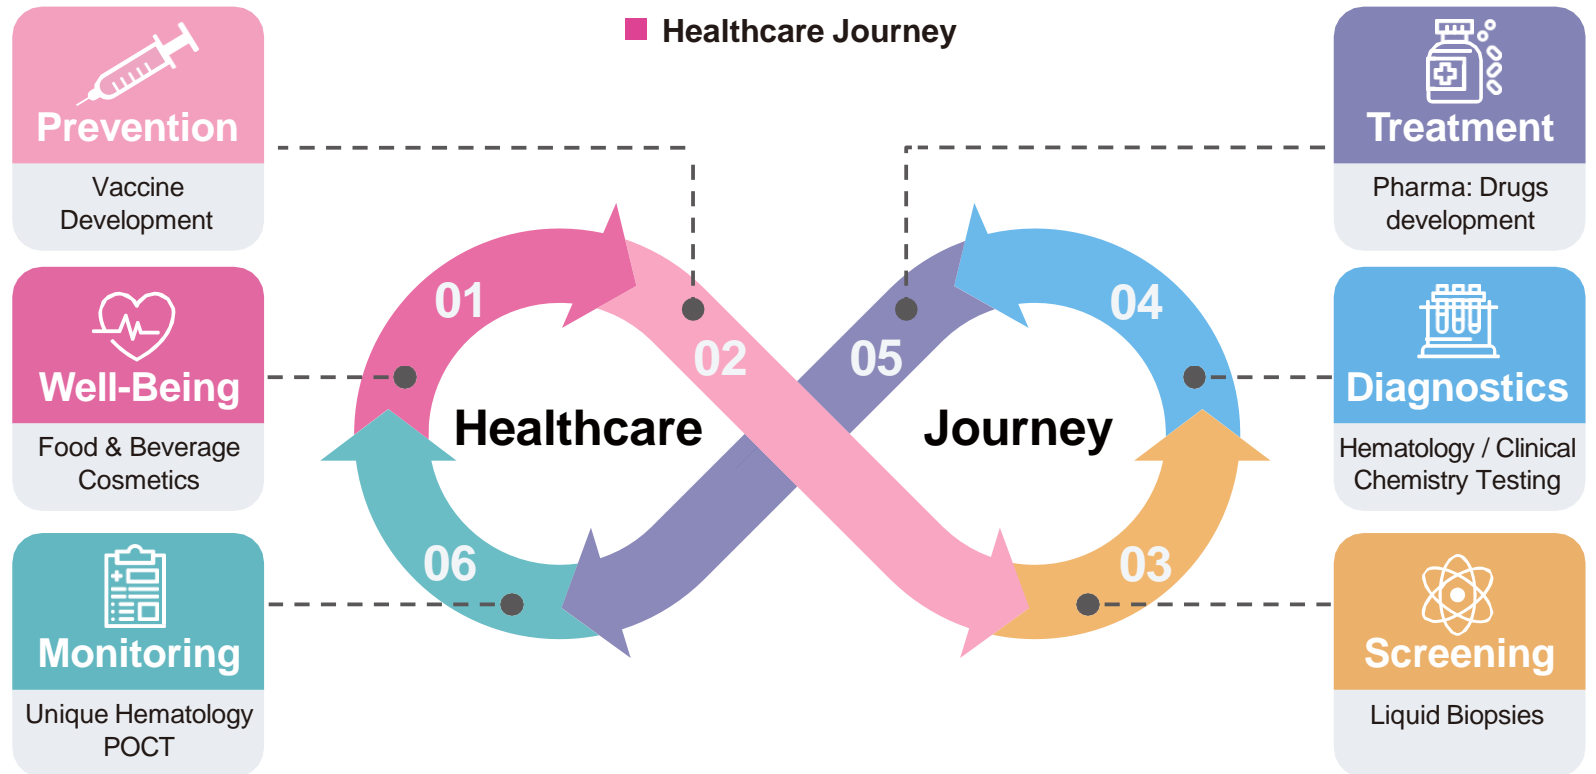 Healthcare Journey
Prevention
Vaccine
Development
Well-Being
Food & Beverage
Cosmetics
Monitoring
Unique Hematology
POCT
01
02
05
04
Healthcare
Journey
06
03
Treatment
Pharma: Drugs
development
Diagnostics
Hematology / Clinical
Chemistry Testing
Screening
Liquid Biopsies